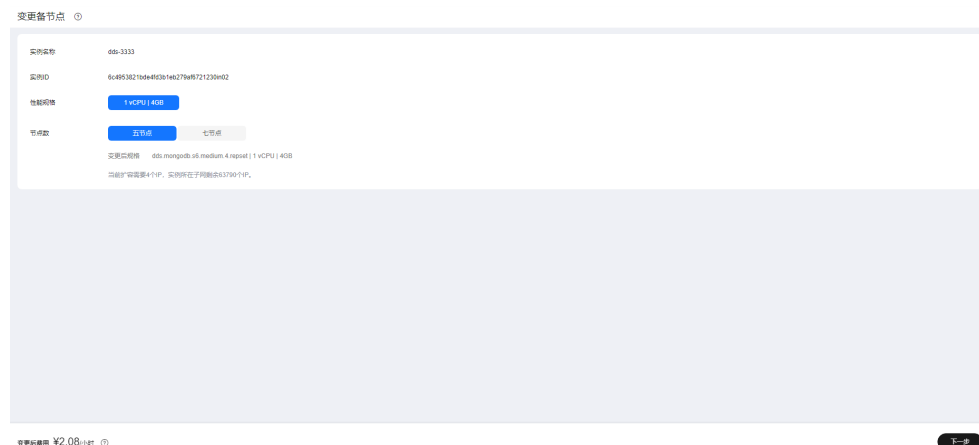 变更备节点
实例名称 dds-3333
实例ID 6c4953821bde4fd3b1eb279af6721230in02
性能规格 1 vCPU | 4GB
节点数 五节点 七节点
变更后规格 dds.mongodb.s6.medium.4.repset | 1 vCPU | 4GB
当前扩容需要4个IP，实例所在子网剩余63790个IP。
变更后费用 ¥2.08/小时
下一步